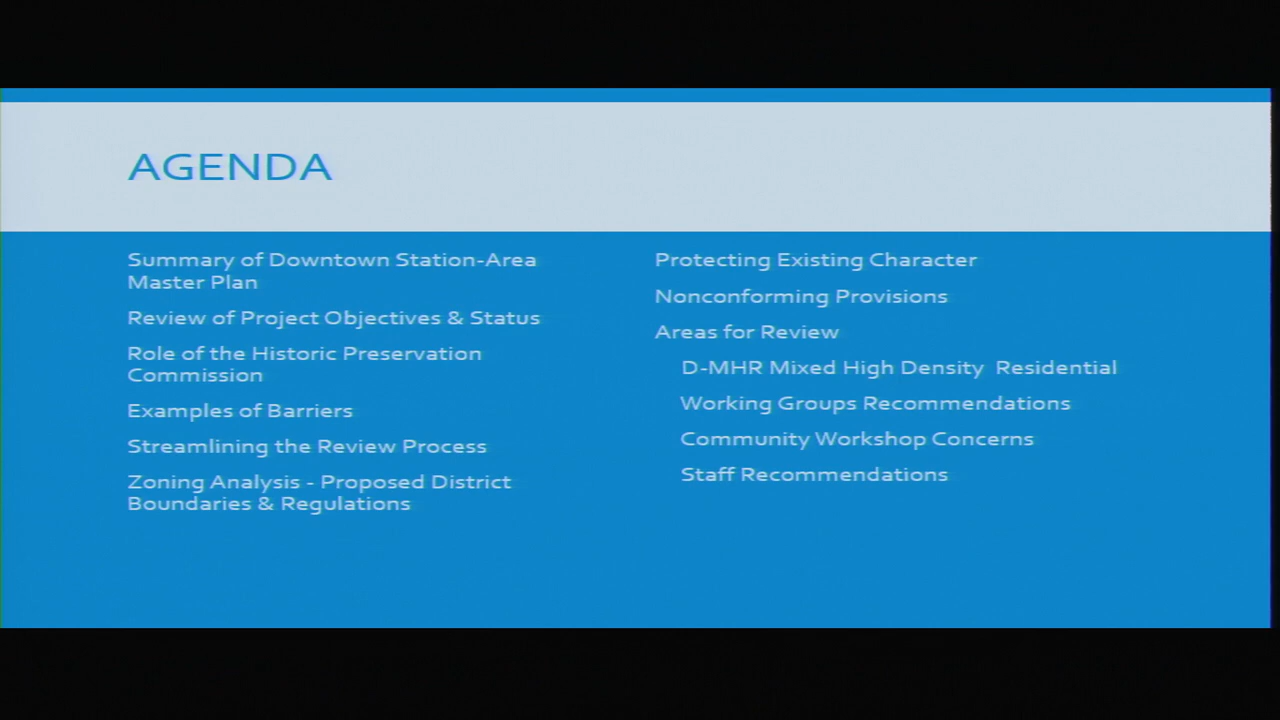 AGENDA
Summary of Downtown Station-Area
Master Plan
Review of Project Objectives & Status
Role of the Historic Preservation
Commission
Examples of Barriers
Streamlining the Review Process
Zoning Analysis - Proposed District
Boundaries & Regulations
Protecting Existing Character
Nonconforming Provisions
Areas for Review
D-MHR Mixed High Density  Residential
Working Groups Recommendations
Community Workshop Concerns
Staff Recommendations